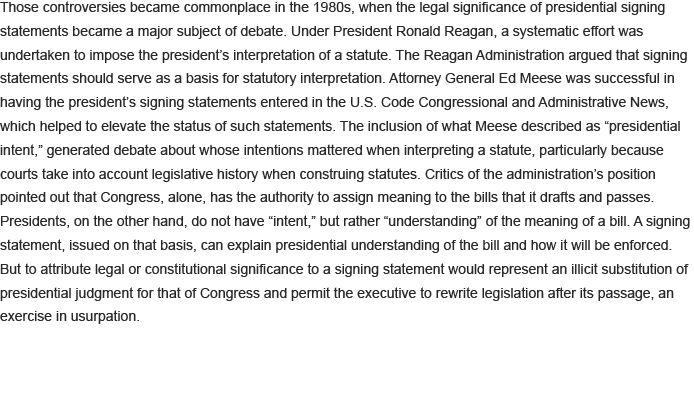 Those controversies became commonplace in the 1980s, when the legal significance of presidential signing
statements became a major subject of debate. Under President Ronald Reagan, a systematic effort was
undertaken to impose the president’s interpretation of a statute. The Reagan Administration argued that signing
statements should serve as a basis for statutory interpretation. Attorney General Ed Meese was successful in
having the president’s signing statements entered in the U.S. Code Congressional and Administrative News,
which helped to elevate the status of such statements. The inclusion of what Meese described as “presidential
intent,” generated debate about whose intentions mattered when interpreting a statute, particularly because
courts take into account legislative history when construing statutes. Critics of the administration’s position
pointed out that Congress, alone, has the authority to assign meaning to the bills that it drafts and passes.
Presidents, on the other hand, do not have “intent,” but rather “understanding” of the meaning of a bill. A signing
statement, issued on that basis, can explain presidential understanding of the bill and how it will be enforced.
But to attribute legal or constitutional significance to a signing statement would represent an illicit substitution of
presidential judgment for that of Congress and permit the executive to rewrite legislation after its passage, an
exercise in usurpation.